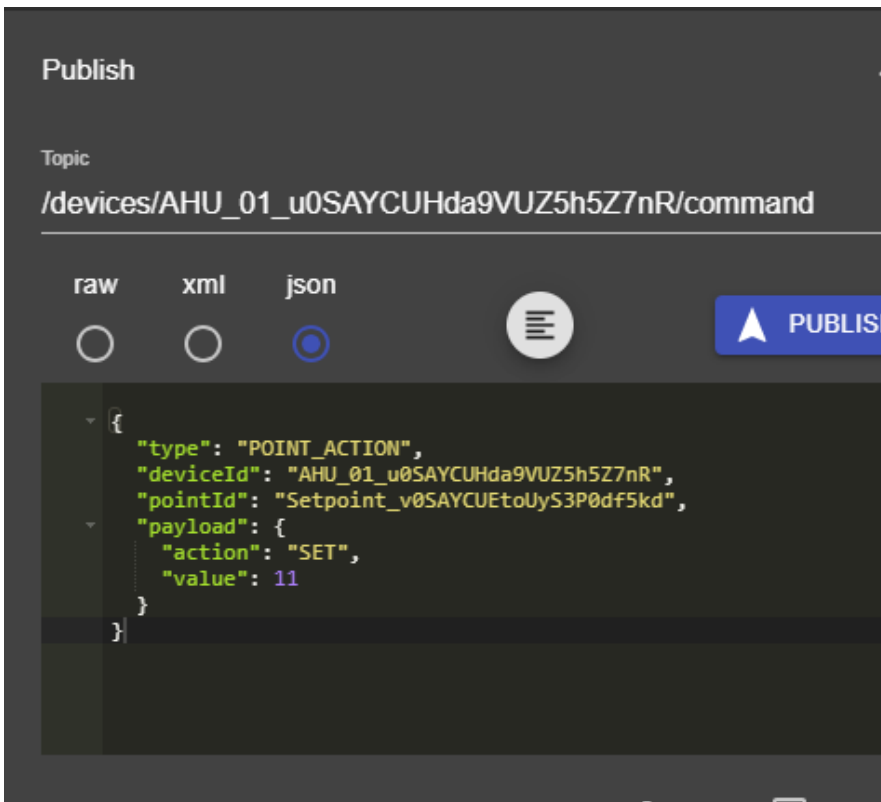 Publish
Topic
/devices/AHU_01_u0SAYCUHda9VUZ5h5Z7nR/command
raw xml json
PUBLIS
{
"type": "POINT_ACTION",
"deviceId": "AHU_01_u0SAYCUHda9VUZ5h5Z7nR",
"pointId": "Setpoint_v0SAYCUEtoUyS3P0df5kd",
"payload": {
"action": "SET",
"value": 11
}
}